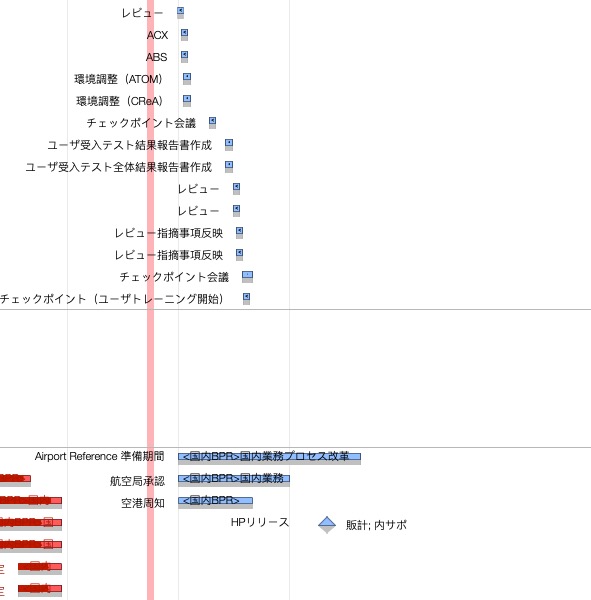 レビュー
ACX
ABS
環境調整（ATOM）
環境調整（CReA）
チェックポイント会議
ユーザ受入テスト結果報告書作成
ユーザ受入テスト全体結果報告書作成
レビュー
レビュー
レビュー指摘事項反映
レビュー指摘事項反映
チェックポイント会議
チェックポイント（ユーザトレーニング開始）
Airport Reference 準備期間 <国内BPR>国内業務プロセス改革
航空局承認 <国内BPR>国内業務
空港周知 <国内BPR>
HPリリース 販計; 内サポ